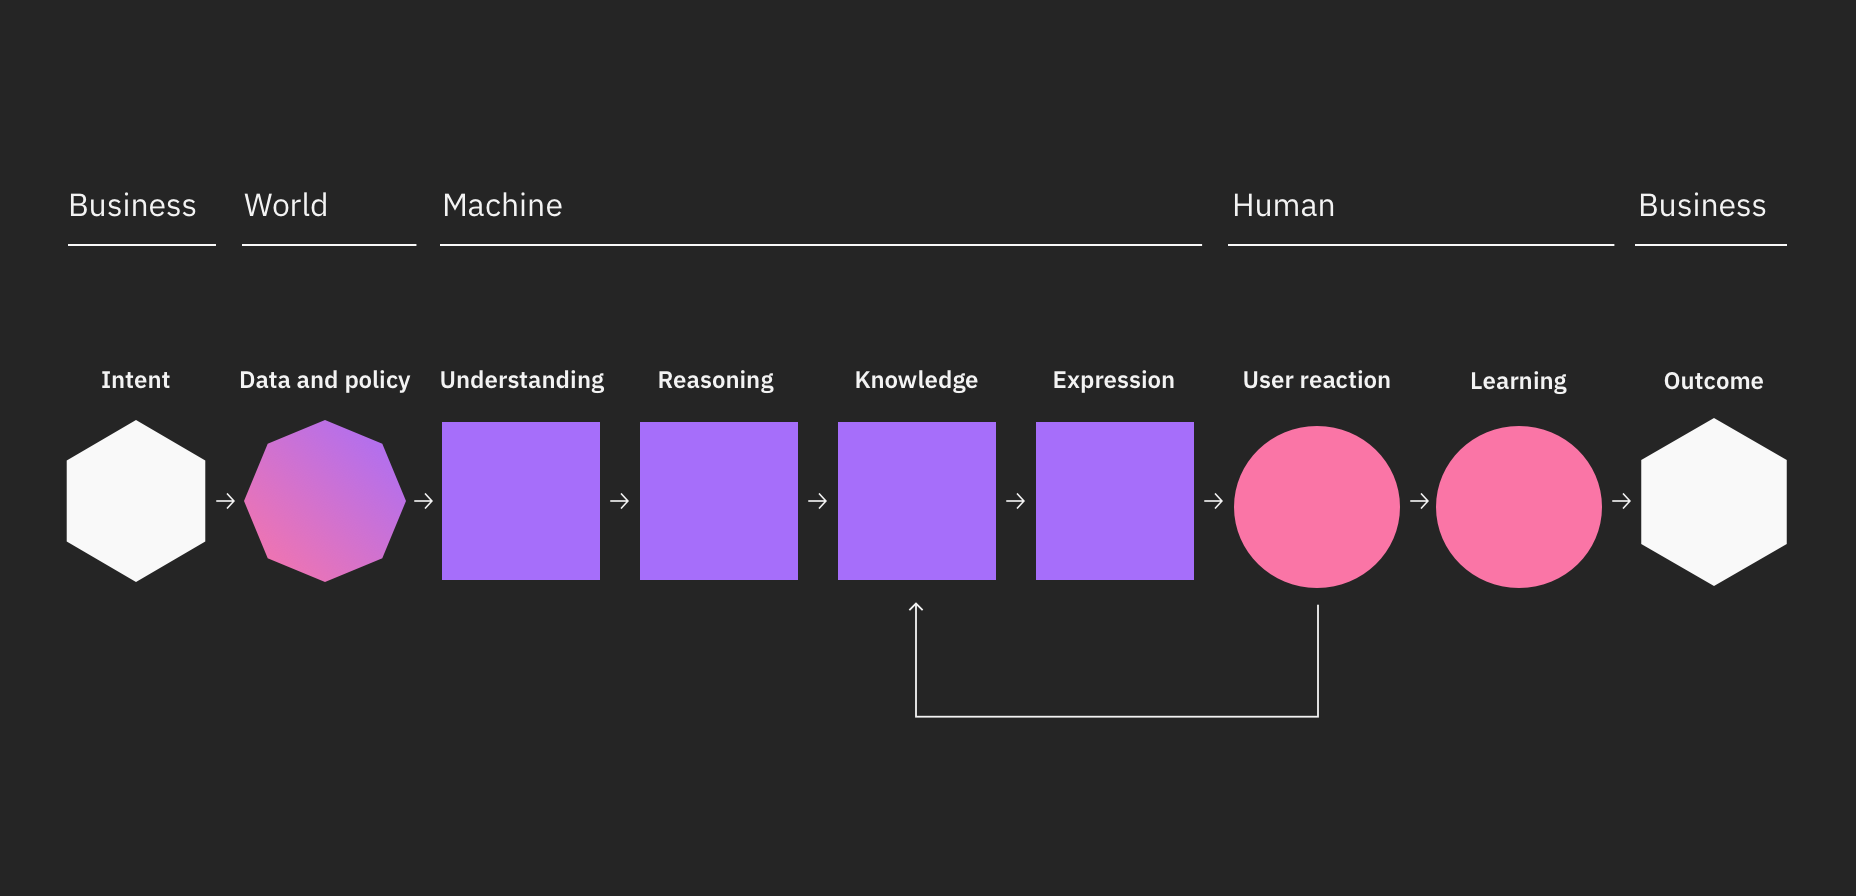 Business
World
Machine
Human
Business
Intent
Data and policy
Understanding
Reasoning
Knowledge
Expression
User reaction
Learning
Outcome